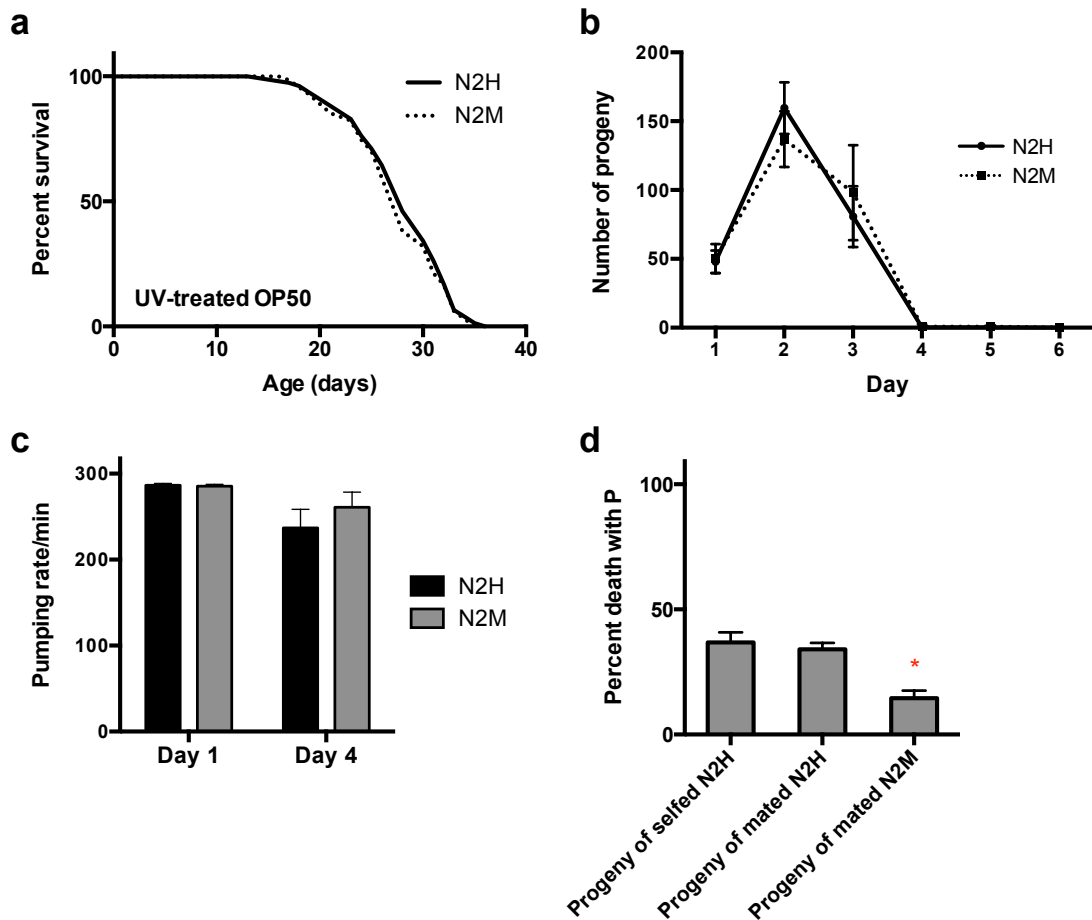 a
Percent survival
100
50
0
N2H
N2M
UV-treated OP50
0 10 20 30 40
Age (days)
b
Number of progeny
200
150
100
50
0
N2H
N2M
1 2 3 4 5 6
Day
c
Pumping rate/min
300
200
100
0
N2H
N2M
Day 1 Day 4
d
Percent death with P
100
50
0
*
Progeny of selfed N2H
Progeny of mated N2H
Progeny of mated N2M